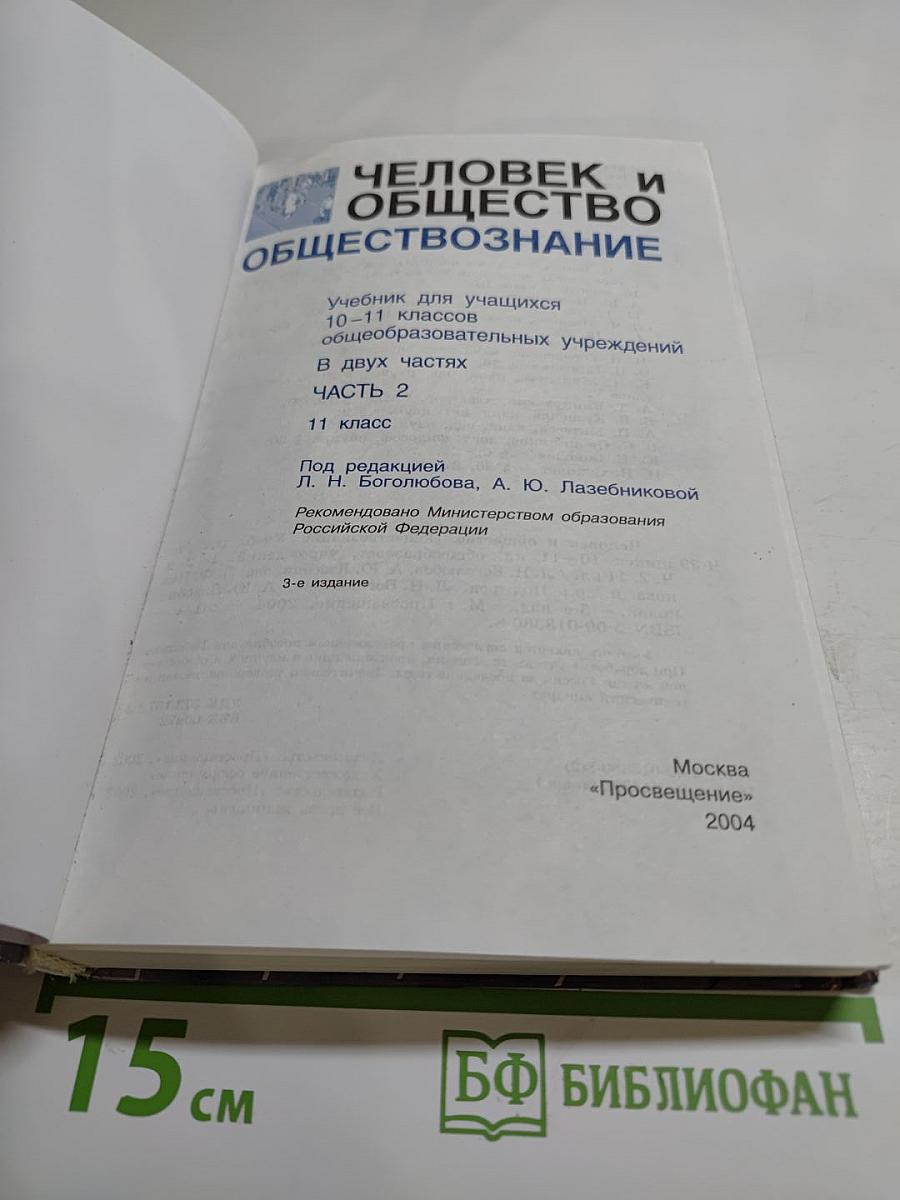 ЧЕЛОВЕК и
ОБЩЕСТВО
ОБЩЕСТВОЗНАНИЕ
Учебник для учащихся
10–11 классов
общеобразовательных учреждений
В двух частях
ЧАСТЬ 2
11 класс
Под редакцией
Л. Н. Боголюбова, А. Ю. Лазебниковой
Рекомендовано Министерством образования
Российской Федерации
3-е издание
Москва
«Просвещение»
2004
15 см
БФ БИБЛИОФАН